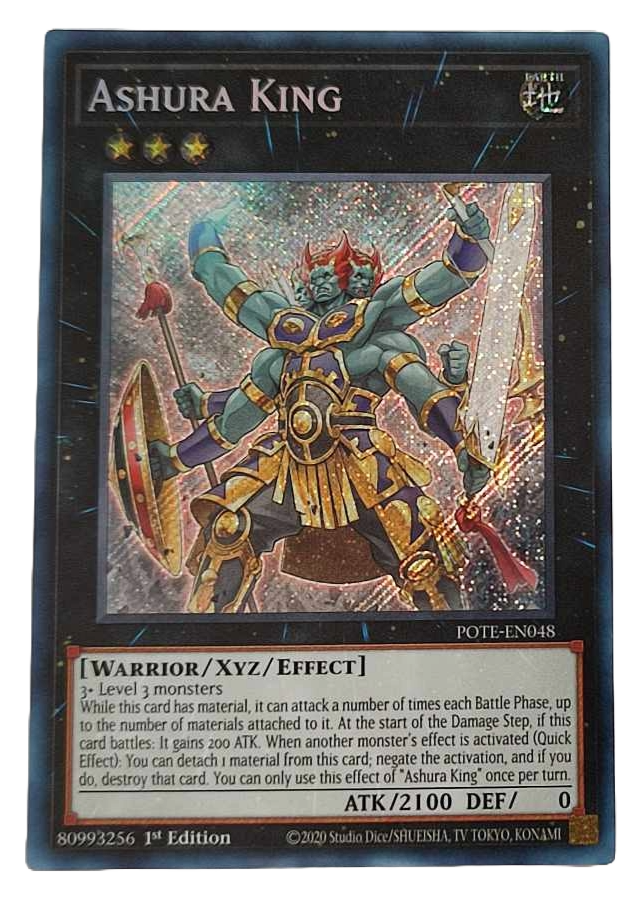 ASHURA KING
EARTH
地
POTE-EN048
[WARRIOR/XYZ/EFFECT]
3+ Level 3 monsters
While this card has material, it can attack a number of times each Battle Phase, up
to the number of materials attached to it. At the start of the Damage Step, if this
card battles: It gains 200 ATK. When another monster's effect is activated (Quick
Effect): You can detach 1 material from this card; negate the activation, and if you
do, destroy that card. You can only use this effect of "Ashura King" once per turn.
ATK/2100 DEF/ 0
80993256 1st Edition ©2020 Studio Dice/SHUEISHA, TV TOKYO, KONAMI